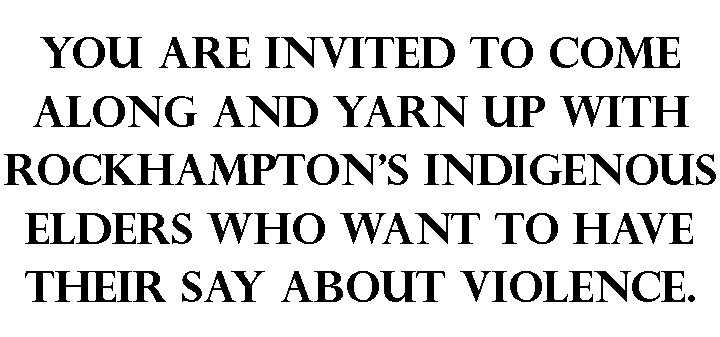 YOU ARE INVITED TO COME
ALONG AND YARN UP WITH
ROCKHAMPTON'S INDIGENOUS
ELDERS WHO WANT TO HAVE
THEIR SAY ABOUT VIOLENCE.